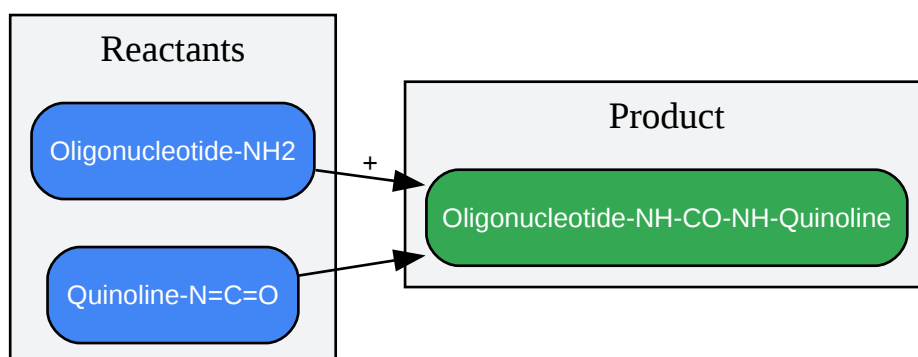 Reactants
Oligonucleotide-NH2
+
Quinoline-N=C=O
Product
Oligonucleotide-NH-CO-NH-Quinoline